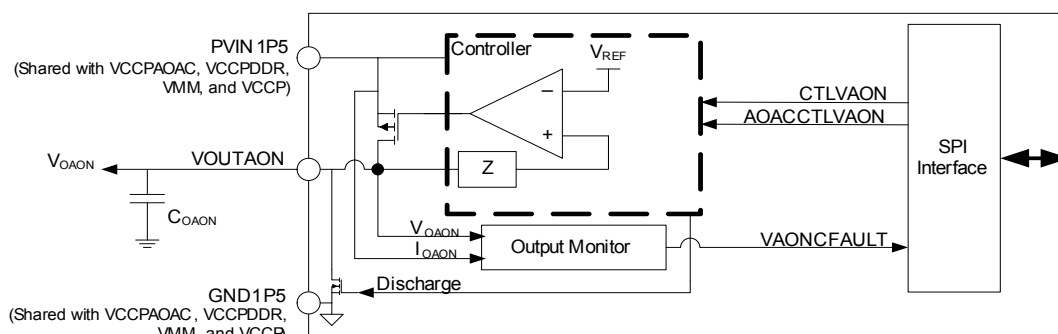 PVIN1P5
(Shared with VCCPAOAC, VCCPDDR,
VMM, and VCCP)
Controller
VREF
−
+
Z
CTLVAON
AOACCTLVAON
SPI
Interface
VOAON
VOUTAON
COAON
VOAON
IOAON
Output Monitor
VAONCFAULT
Discharge
GND1P5
(Shared with VCCPAOAC, VCCPDDR,
VMM, and VCCP)